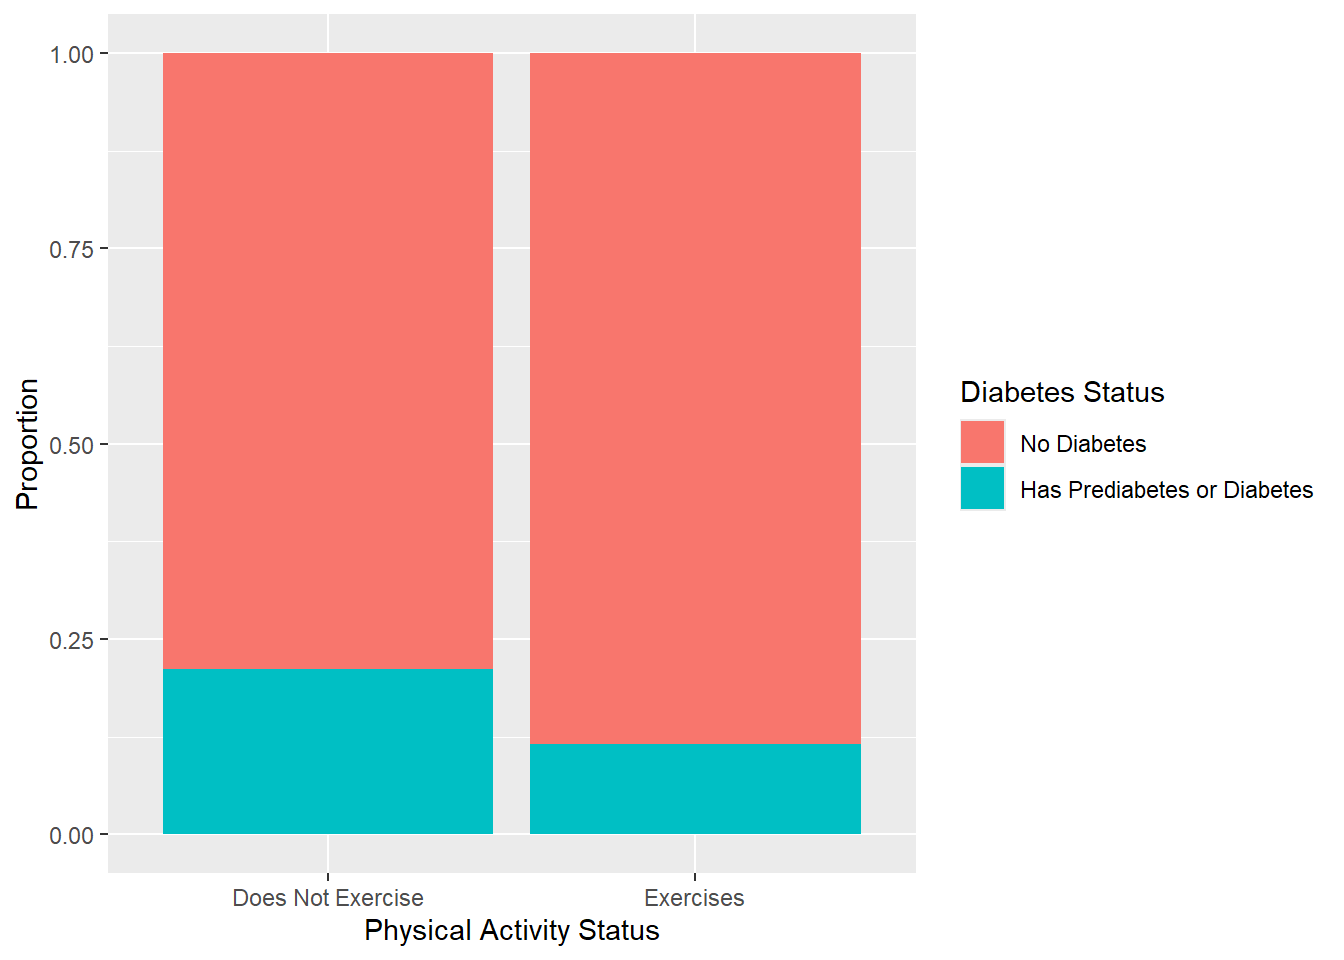 1.00
0.75
0.50
0.25
0.00
Proportion
Does Not Exercise
Exercises
Physical Activity Status
Diabetes Status
No Diabetes
Has Prediabetes or Diabetes